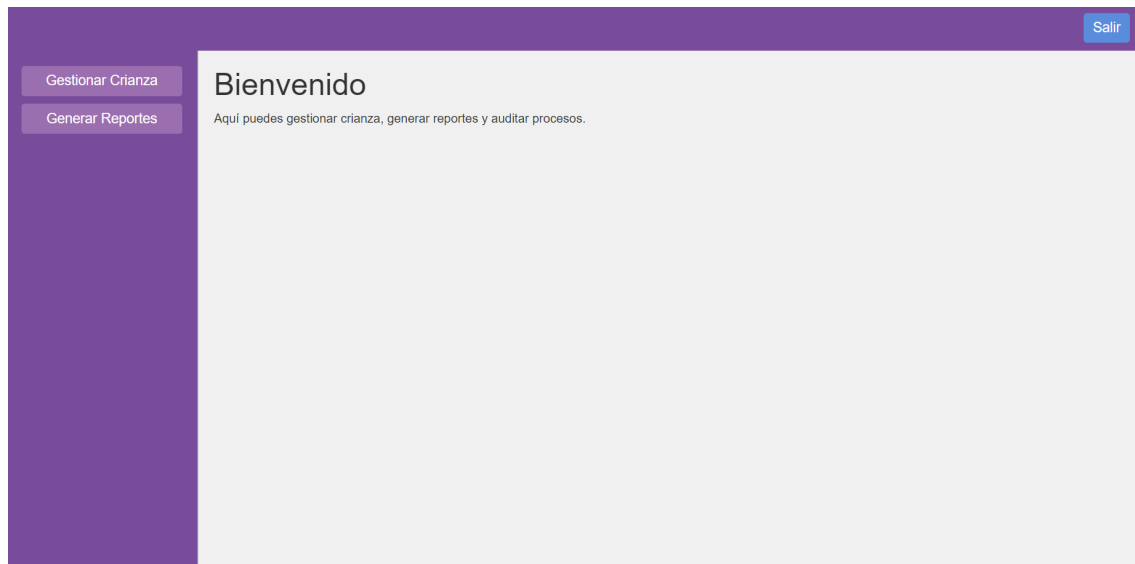 Salir
Gestionar Crianza
Generar Reportes
Bienvenido
Aquí puedes gestionar crianza, generar reportes y auditar procesos.